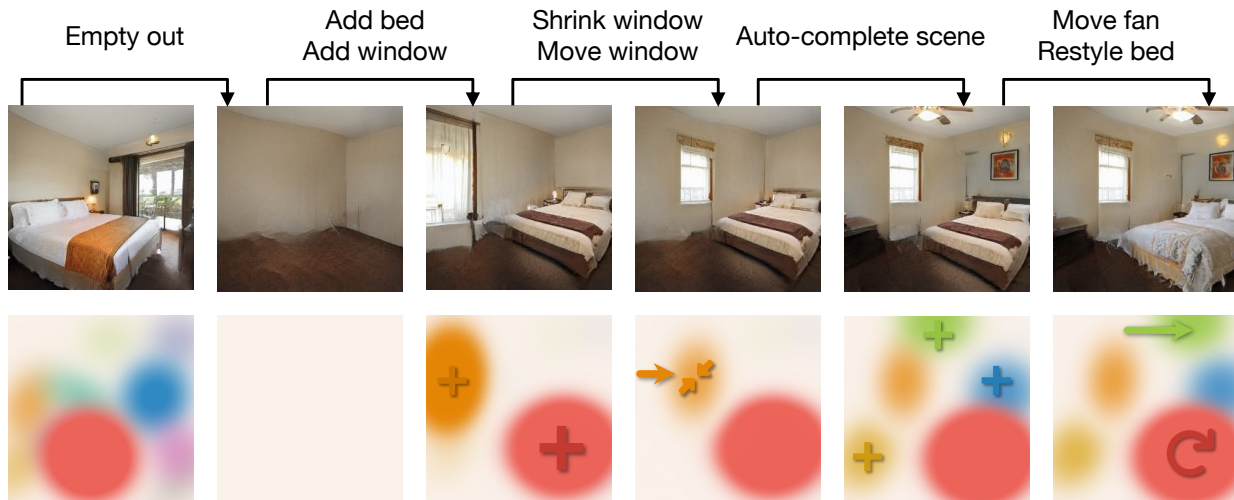 Empty out
Add bed
Add window
Shrink window
Move window
Auto-complete scene
Move fan
Restyle bed